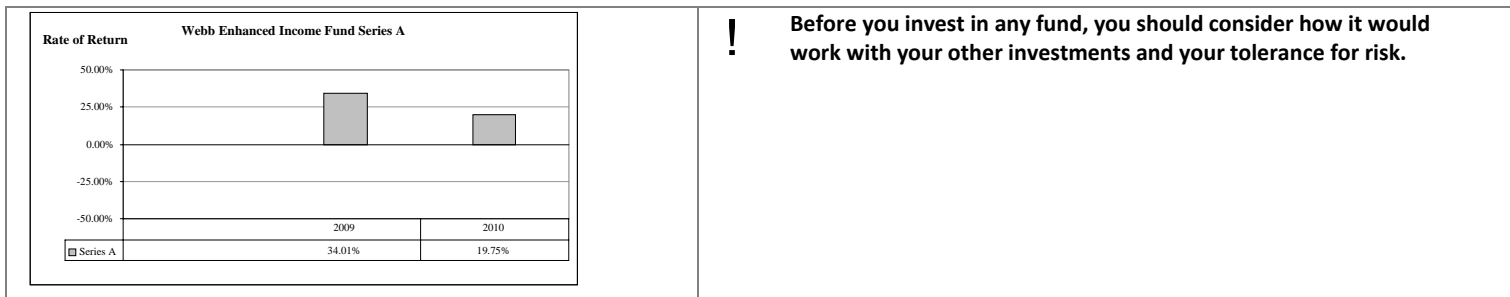 Webb Enhanced Income Fund Series A
Rate of Return
50.00%
25.00%
0.00%
-25.00%
-50.00%
2009 2010
Series A 34.01% 19.75%
! Before you invest in any fund, you should consider how it would
work with your other investments and your tolerance for risk.